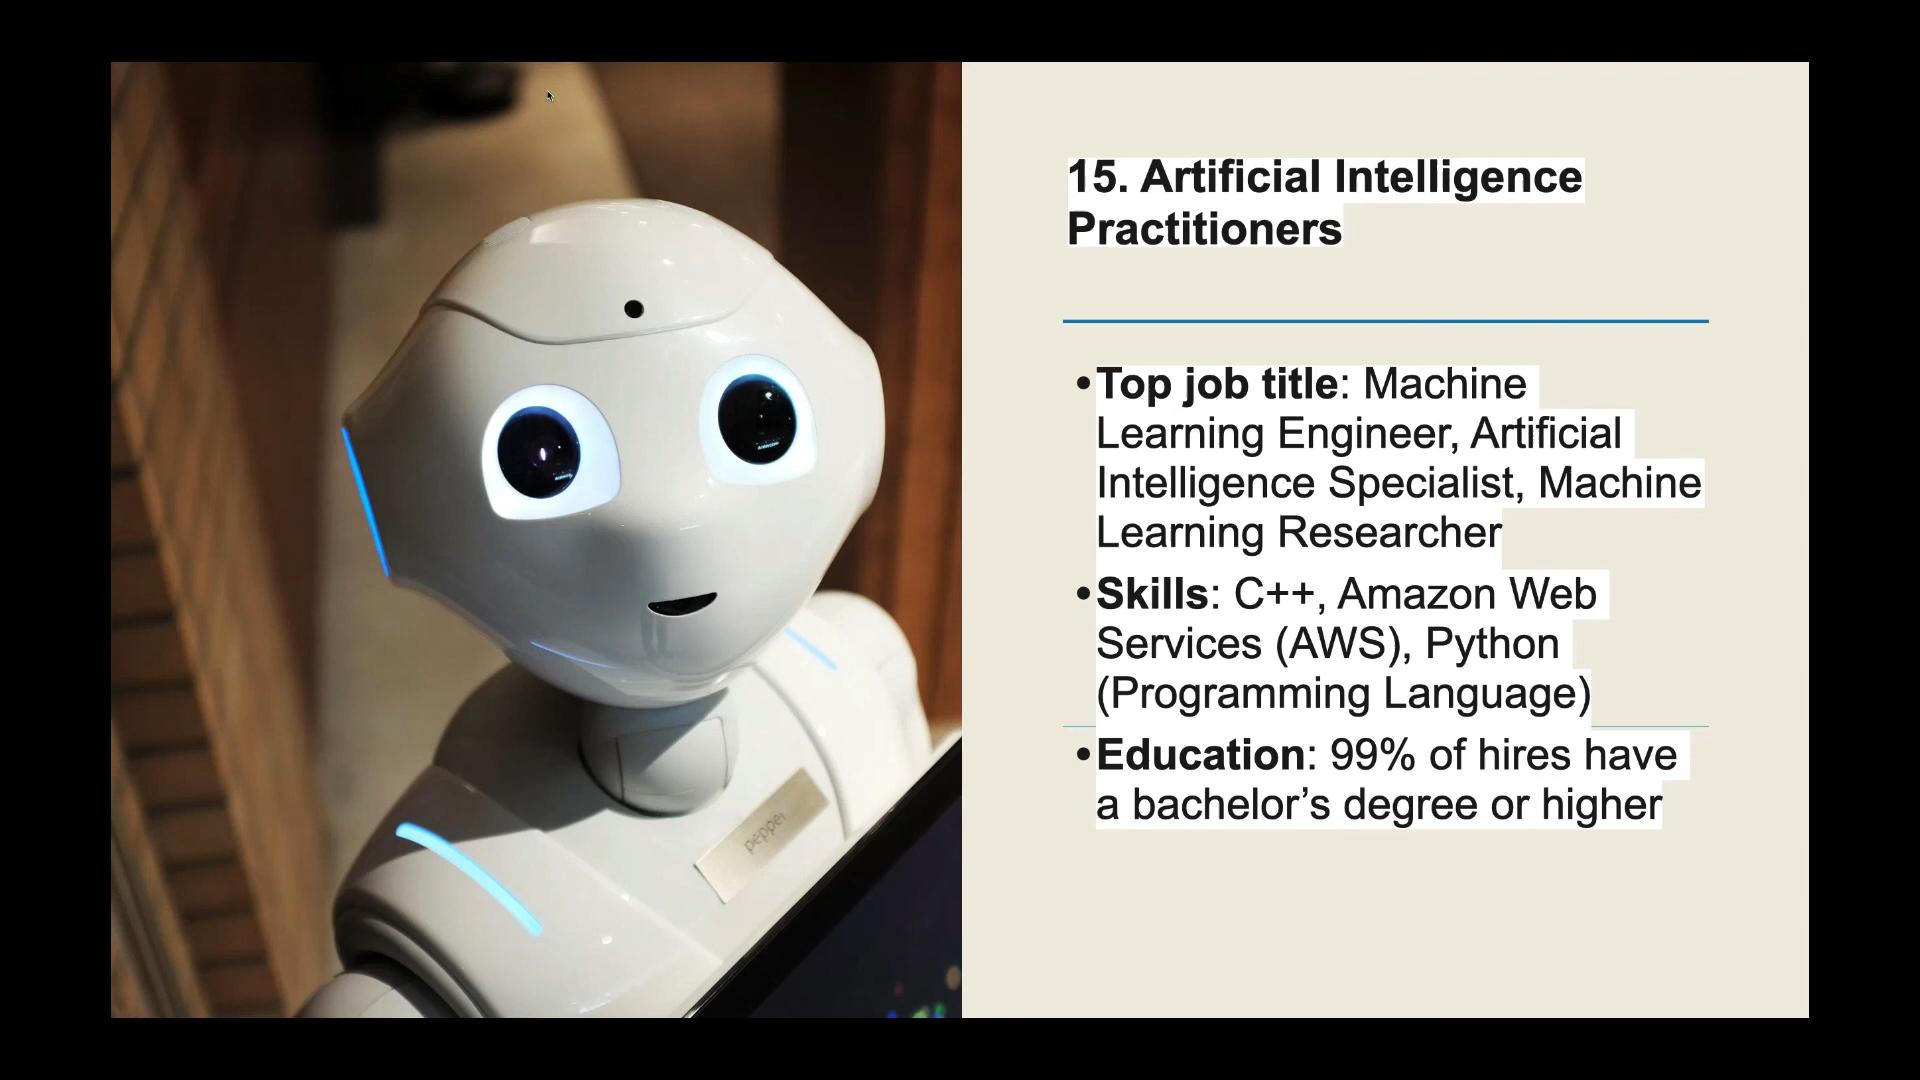 15. Artificial Intelligence
Practitioners
•Top job title: Machine
Learning Engineer, Artificial
Intelligence Specialist, Machine
Learning Researcher
•Skills: C++, Amazon Web
Services (AWS), Python
(Programming Language)
•Education: 99% of hires have
a bachelor’s degree or higher
pepper